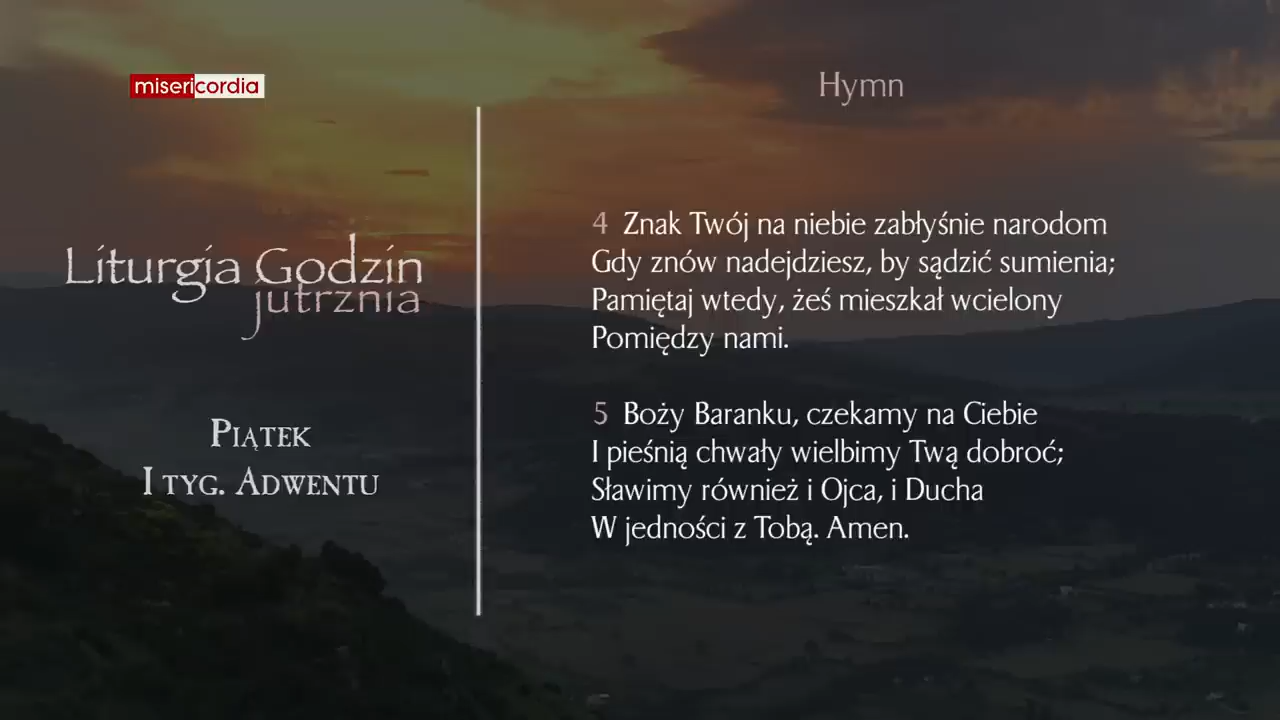 misericordia
Liturgia Godzin
jutrznia
Piątek
I tyg. Adwentu
Hymn
4 Znak Twój na niebie zabłyśnie narodom
Gdy znów nadejdziesz, by sądzić sumienia;
Pamiętaj wtedy, żeś mieszkał wcielony
Pomiędzy nami.
5 Boży Baranku, czekamy na Ciebie
I pieśnią chwały wielbimy Twą dobroć;
Sławimy również i Ojca, i Ducha
W jedności z Tobą. Amen.